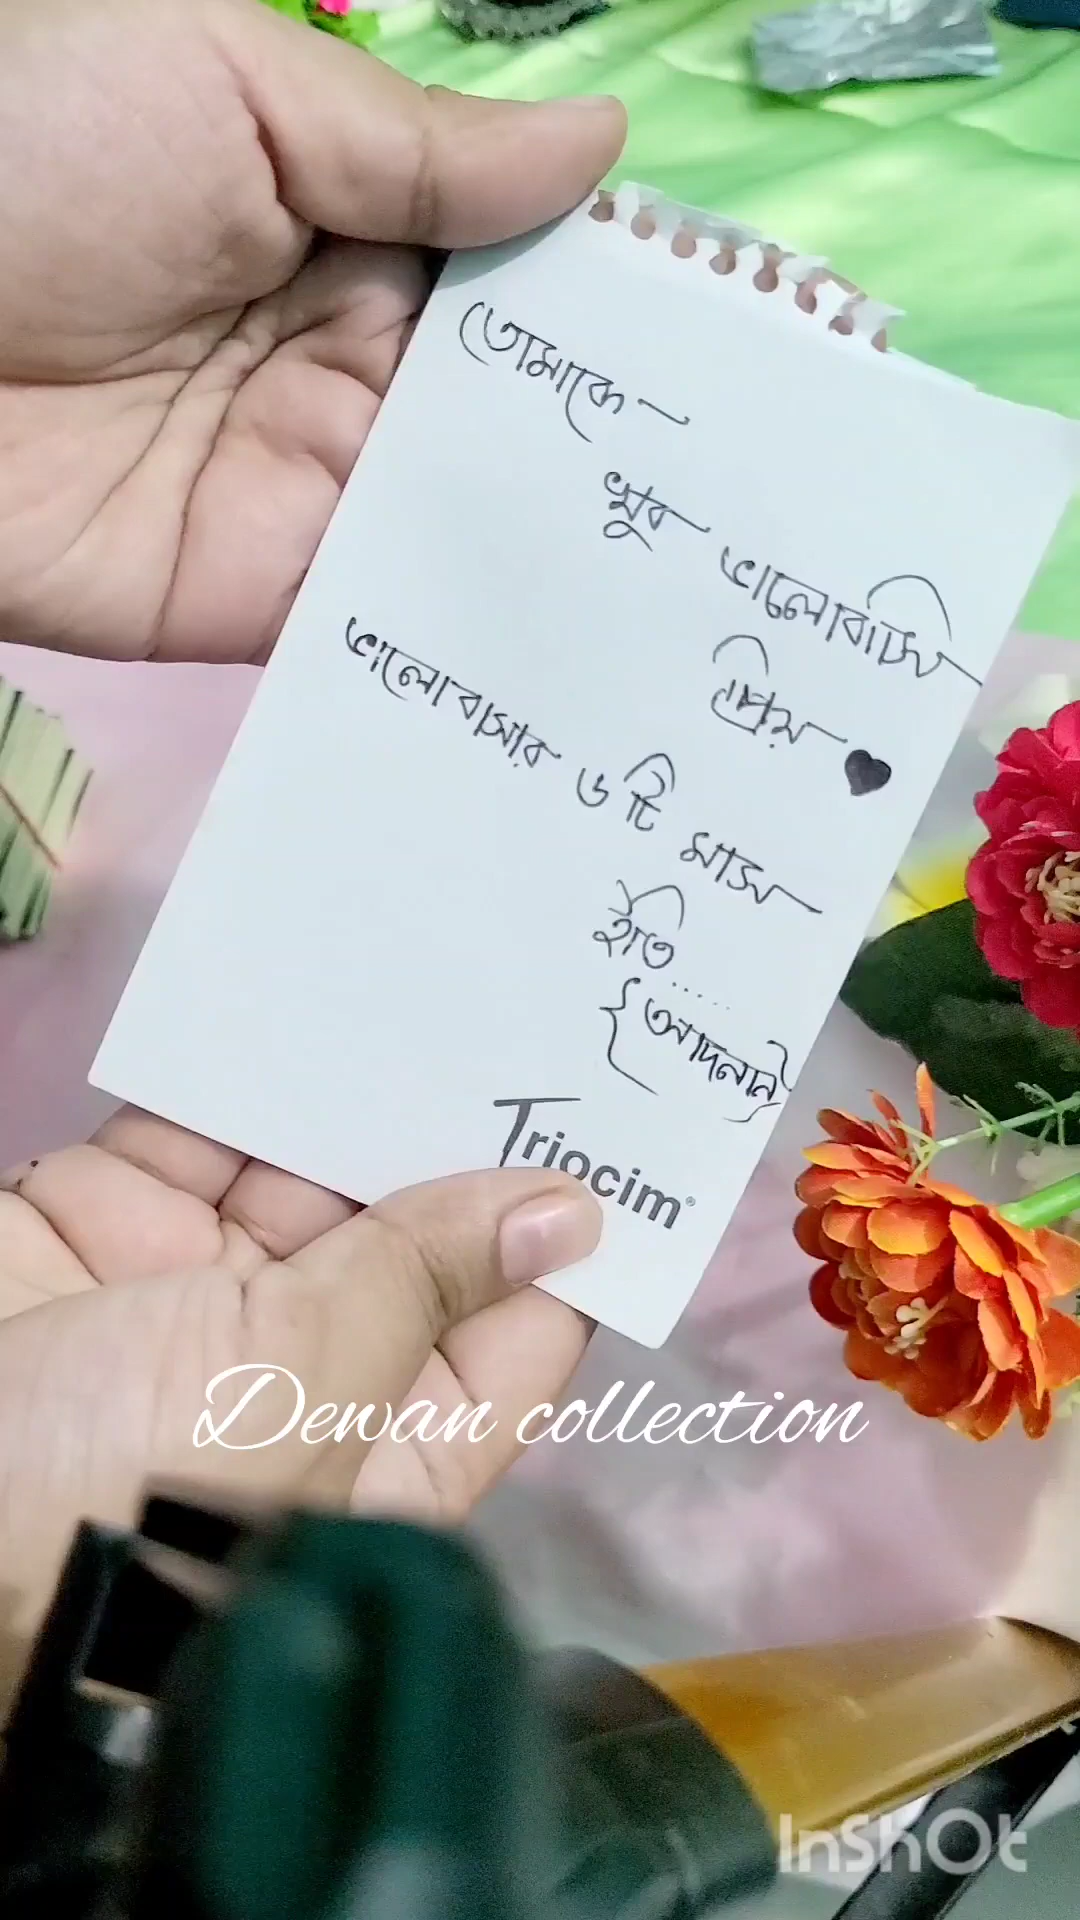 তোমাকে
খুব ভালোবাসি
প্রিয় ♥
ভালোবাসার ৬ টি মাস
ইতি......
{আদনান}
Triocim®
Dewan collection
InShOt